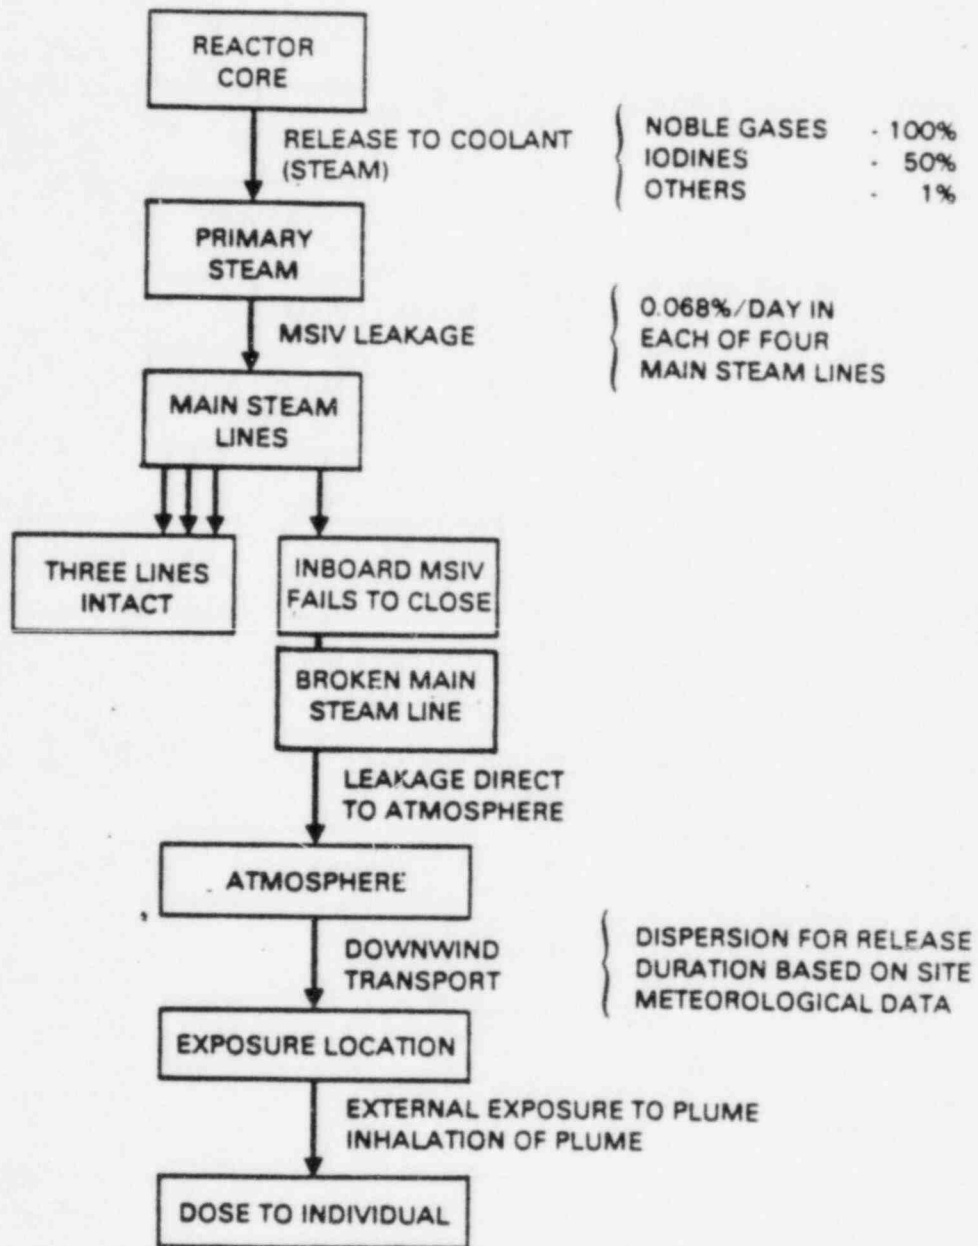 REACTOR
CORE
RELEASE TO COOLANT
(STEAM)
NOBLE GASES - 100%
IODINES - 50%
OTHERS - 1%
PRIMARY
STEAM
MSIV LEAKAGE
0.068%/DAY IN
EACH OF FOUR
MAIN STEAM LINES
MAIN STEAM
LINES
THREE LINES
INTACT
INBOARD MSIV
FAILS TO CLOSE
BROKEN MAIN
STEAM LINE
LEAKAGE DIRECT
TO ATMOSPHERE
ATMOSPHERE
DOWNWIND
TRANSPORT
DISPERSION FOR RELEASE
DURATION BASED ON SITE
METEOROLOGICAL DATA
EXPOSURE LOCATION
EXTERNAL EXPOSURE TO PLUME
INHALATION OF PLUME
DOSE TO INDIVIDUAL